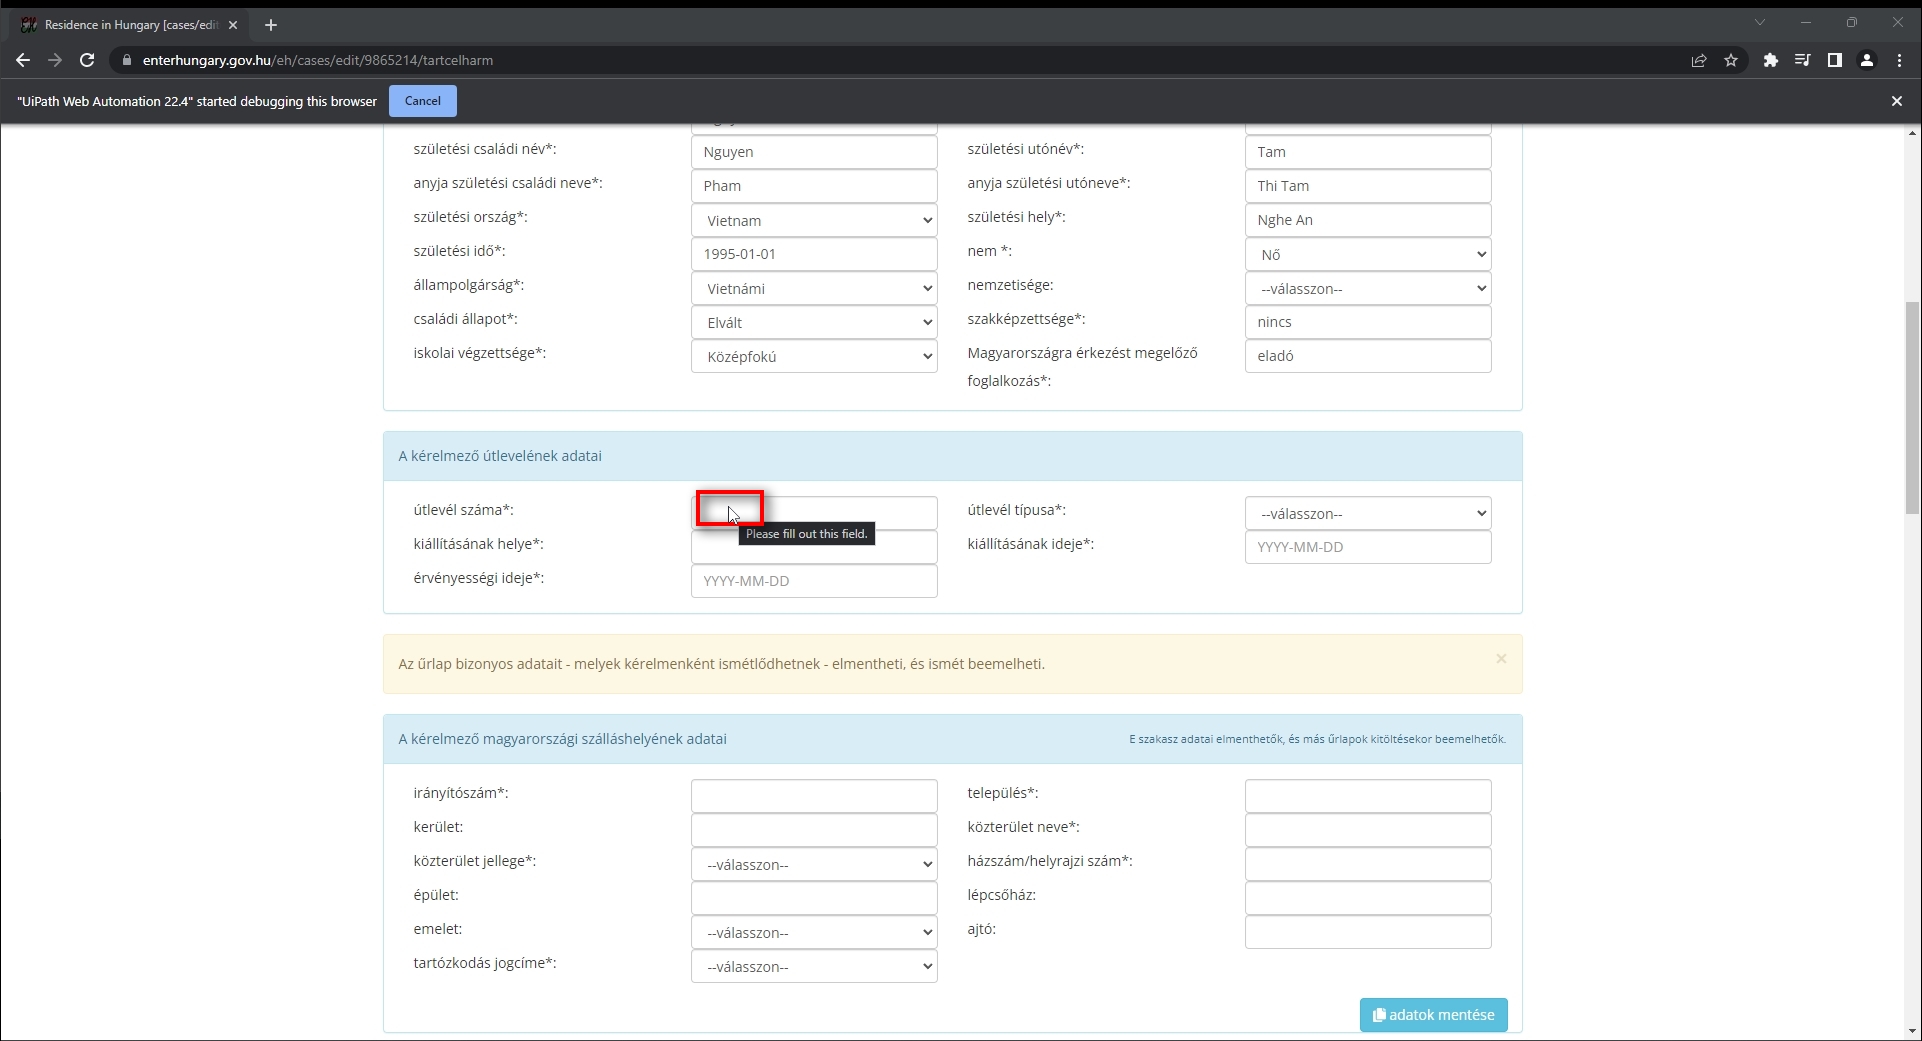 Residence in Hungary [cases/edit
enterhungary.gov.hu/eh/cases/edit/9865214/tartcelharm
"UiPath Web Automation 22.4" started debugging this browser Cancel
születési családi név*: Nguyen születési utónév*: Tam
anyja születési családi neve*: Pham anyja születési utóneve*: Thi Tam
születési ország*: Vietnam születési hely*: Nghe An
születési idő*: 1995-01-01 nem *: Nő
állampolgárság*: Vietnámi nemzetisége: --válasszon--
családi állapot*: Elvált szakképzettsége*: nincs
iskolai végzettsége*: Középfokú Magyarországra érkezést megelőző eladó
foglalkozás*:
A kérelmező útlevelének adatai
útlevél száma*: útlevél típusa*: --válasszon--
Please fill out this field.
kiállításának helye*: kiállításának ideje*: YYYY-MM-DD
érvényességi ideje*: YYYY-MM-DD
Az űrlap bizonyos adatait - melyek kérelmenként ismétlődhetnek - elmentheti, és ismét beemelheti.
A kérelmező magyarországi szálláshelyének adatai E szakasz adatai elmenthetők, és más űrlapok kitöltésekor beemelhetők.
irányítószám*: település*:
kerület: közterület neve*:
közterület jellege*: --válasszon-- házszám/helyrajzi szám*:
épület: lépcsőház:
emelet: --válasszon-- ajtó:
tartózkodás jogcíme*: --válasszon--
adatok mentése